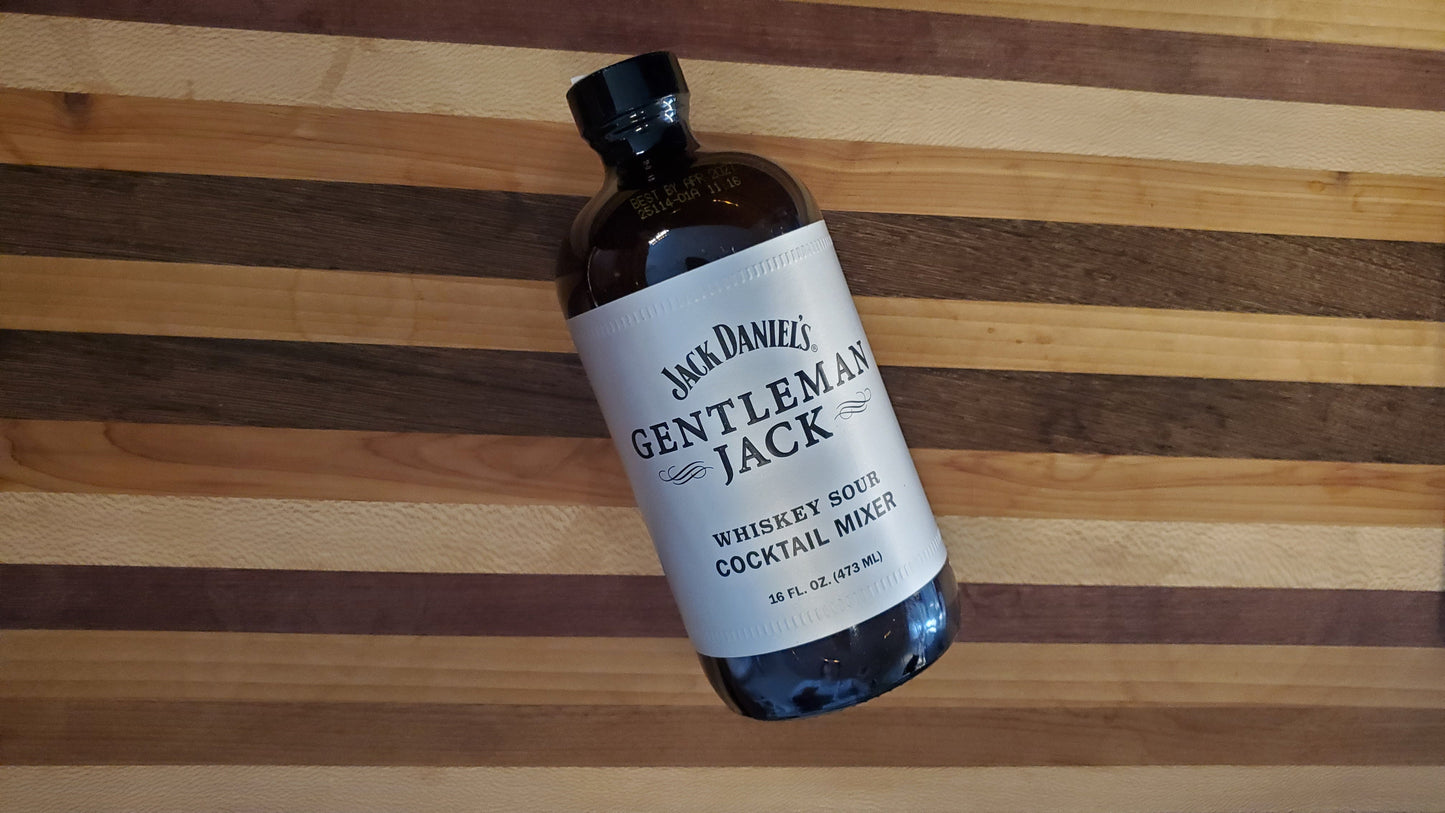 BEST BY APR 2027
25114-01A 11:16
JACK DANIEL'S®
GENTLEMAN
JACK
WHISKEY SOUR
COCKTAIL MIXER
16 FL. OZ. (473 ML)